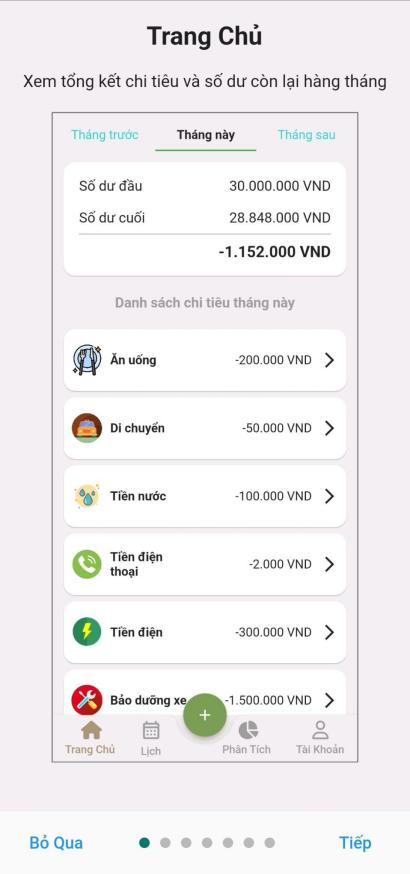 Trang Chủ
Xem tổng kết chi tiêu và số dư còn lại hàng tháng
Tháng trước Tháng này Tháng sau
Số dư đầu 30.000.000 VND
Số dư cuối 28.848.000 VND
-1.152.000 VND
Danh sách chi tiêu tháng này
Ăn uống -200.000 VND
Di chuyển -50.000 VND
Tiền nước -100.000 VND
Tiền điện
thoại -2.000 VND
Tiền điện -300.000 VND
Bảo dưỡng xe -1.500.000 VND
Trang Chủ Lịch + Phân Tích Tài Khoản
Bỏ Qua Tiếp